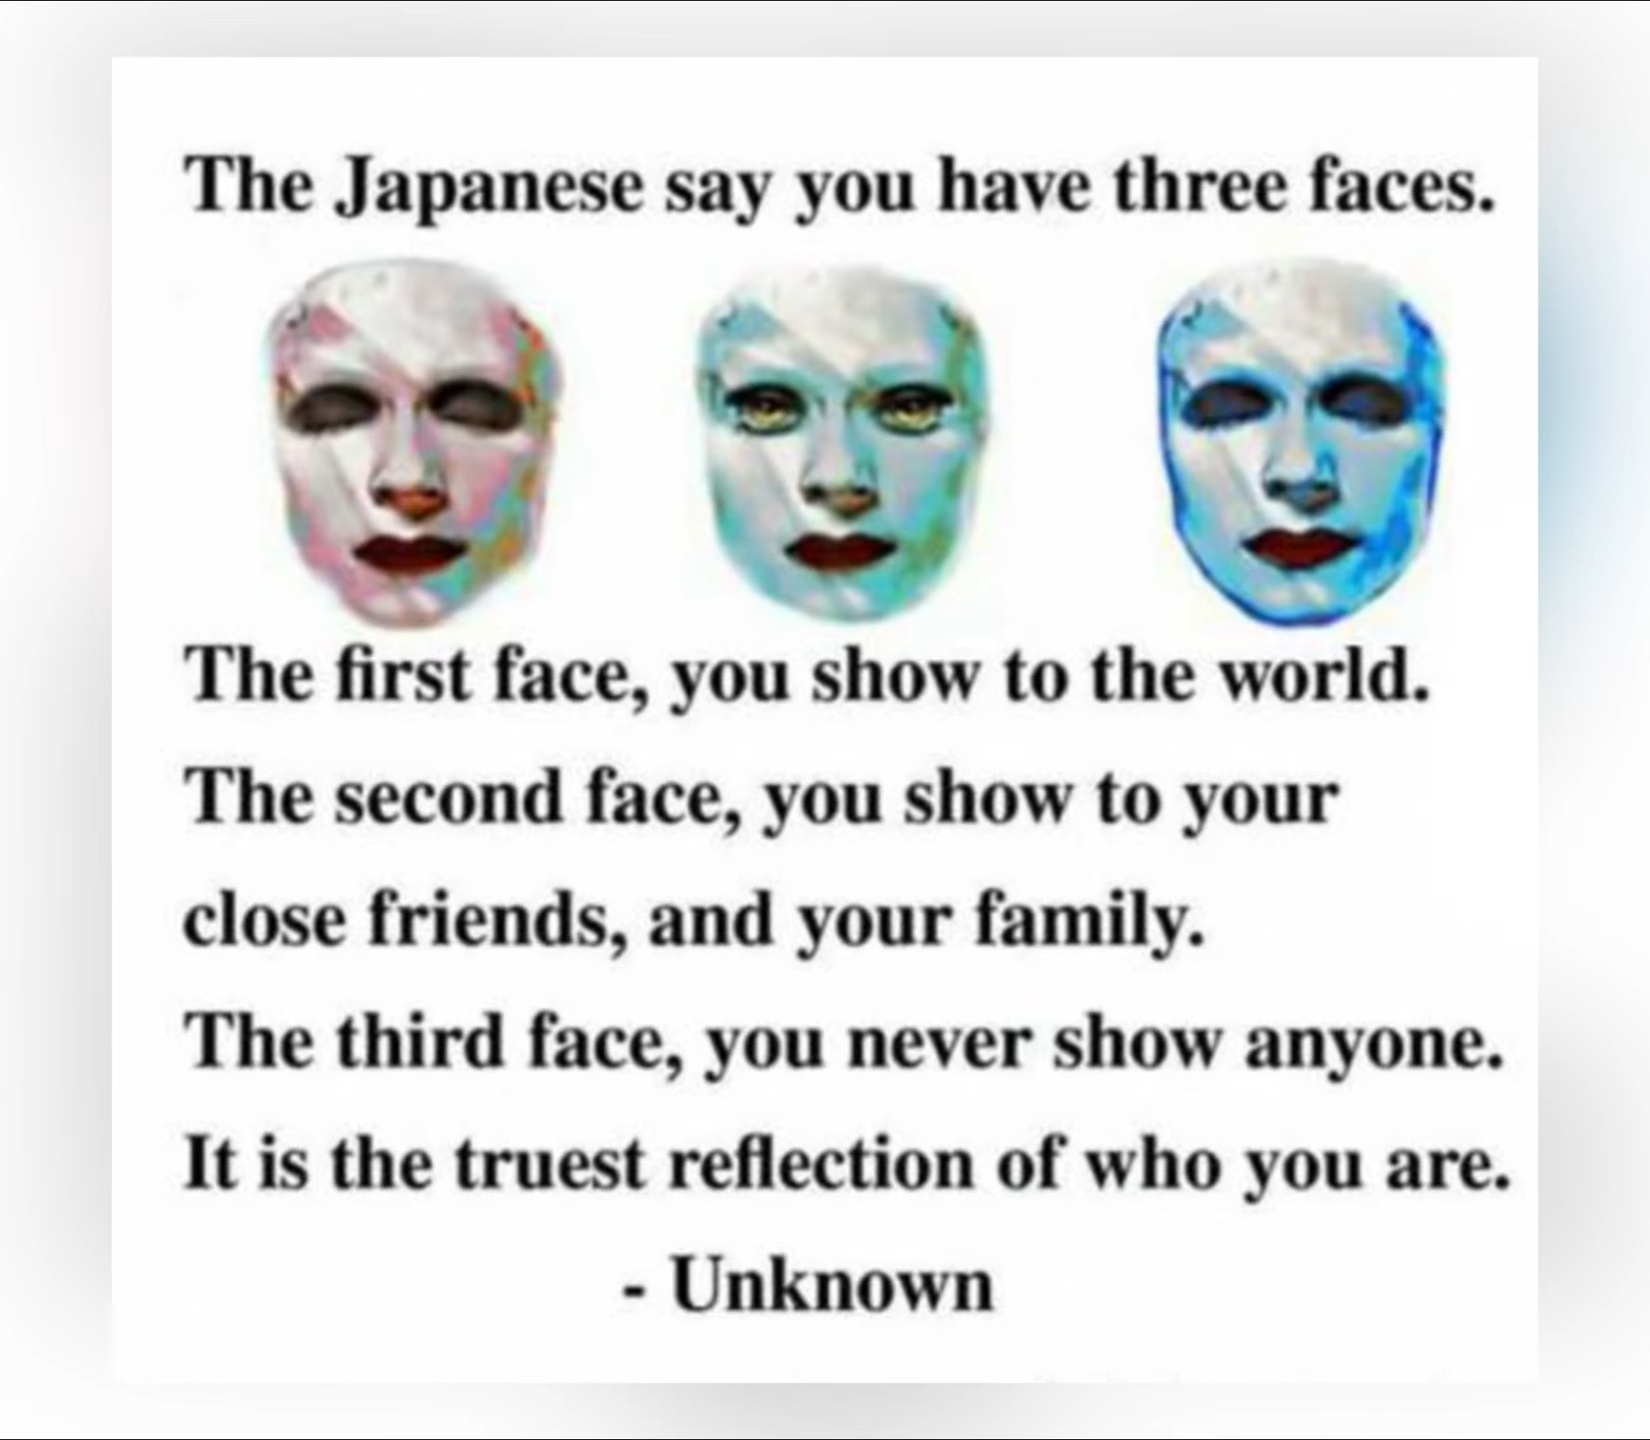 The Japanese say you have three faces.
The first face, you show to the world.
The second face, you show to your
close friends, and your family.
The third face, you never show anyone.
It is the truest reflection of who you are.
- Unknown